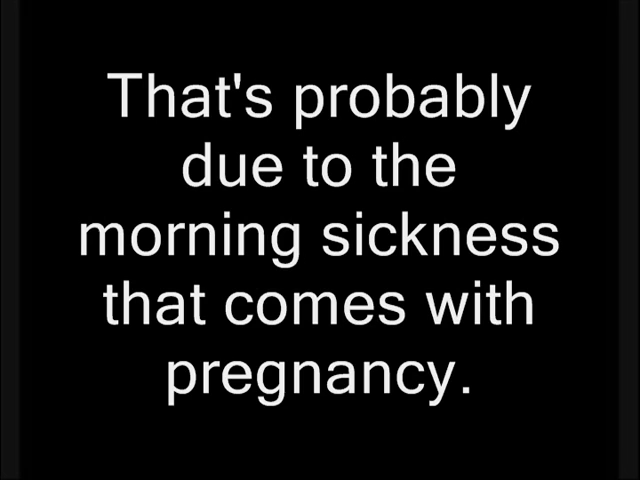 That's probably
due to the
morning sickness
that comes with
pregnancy.